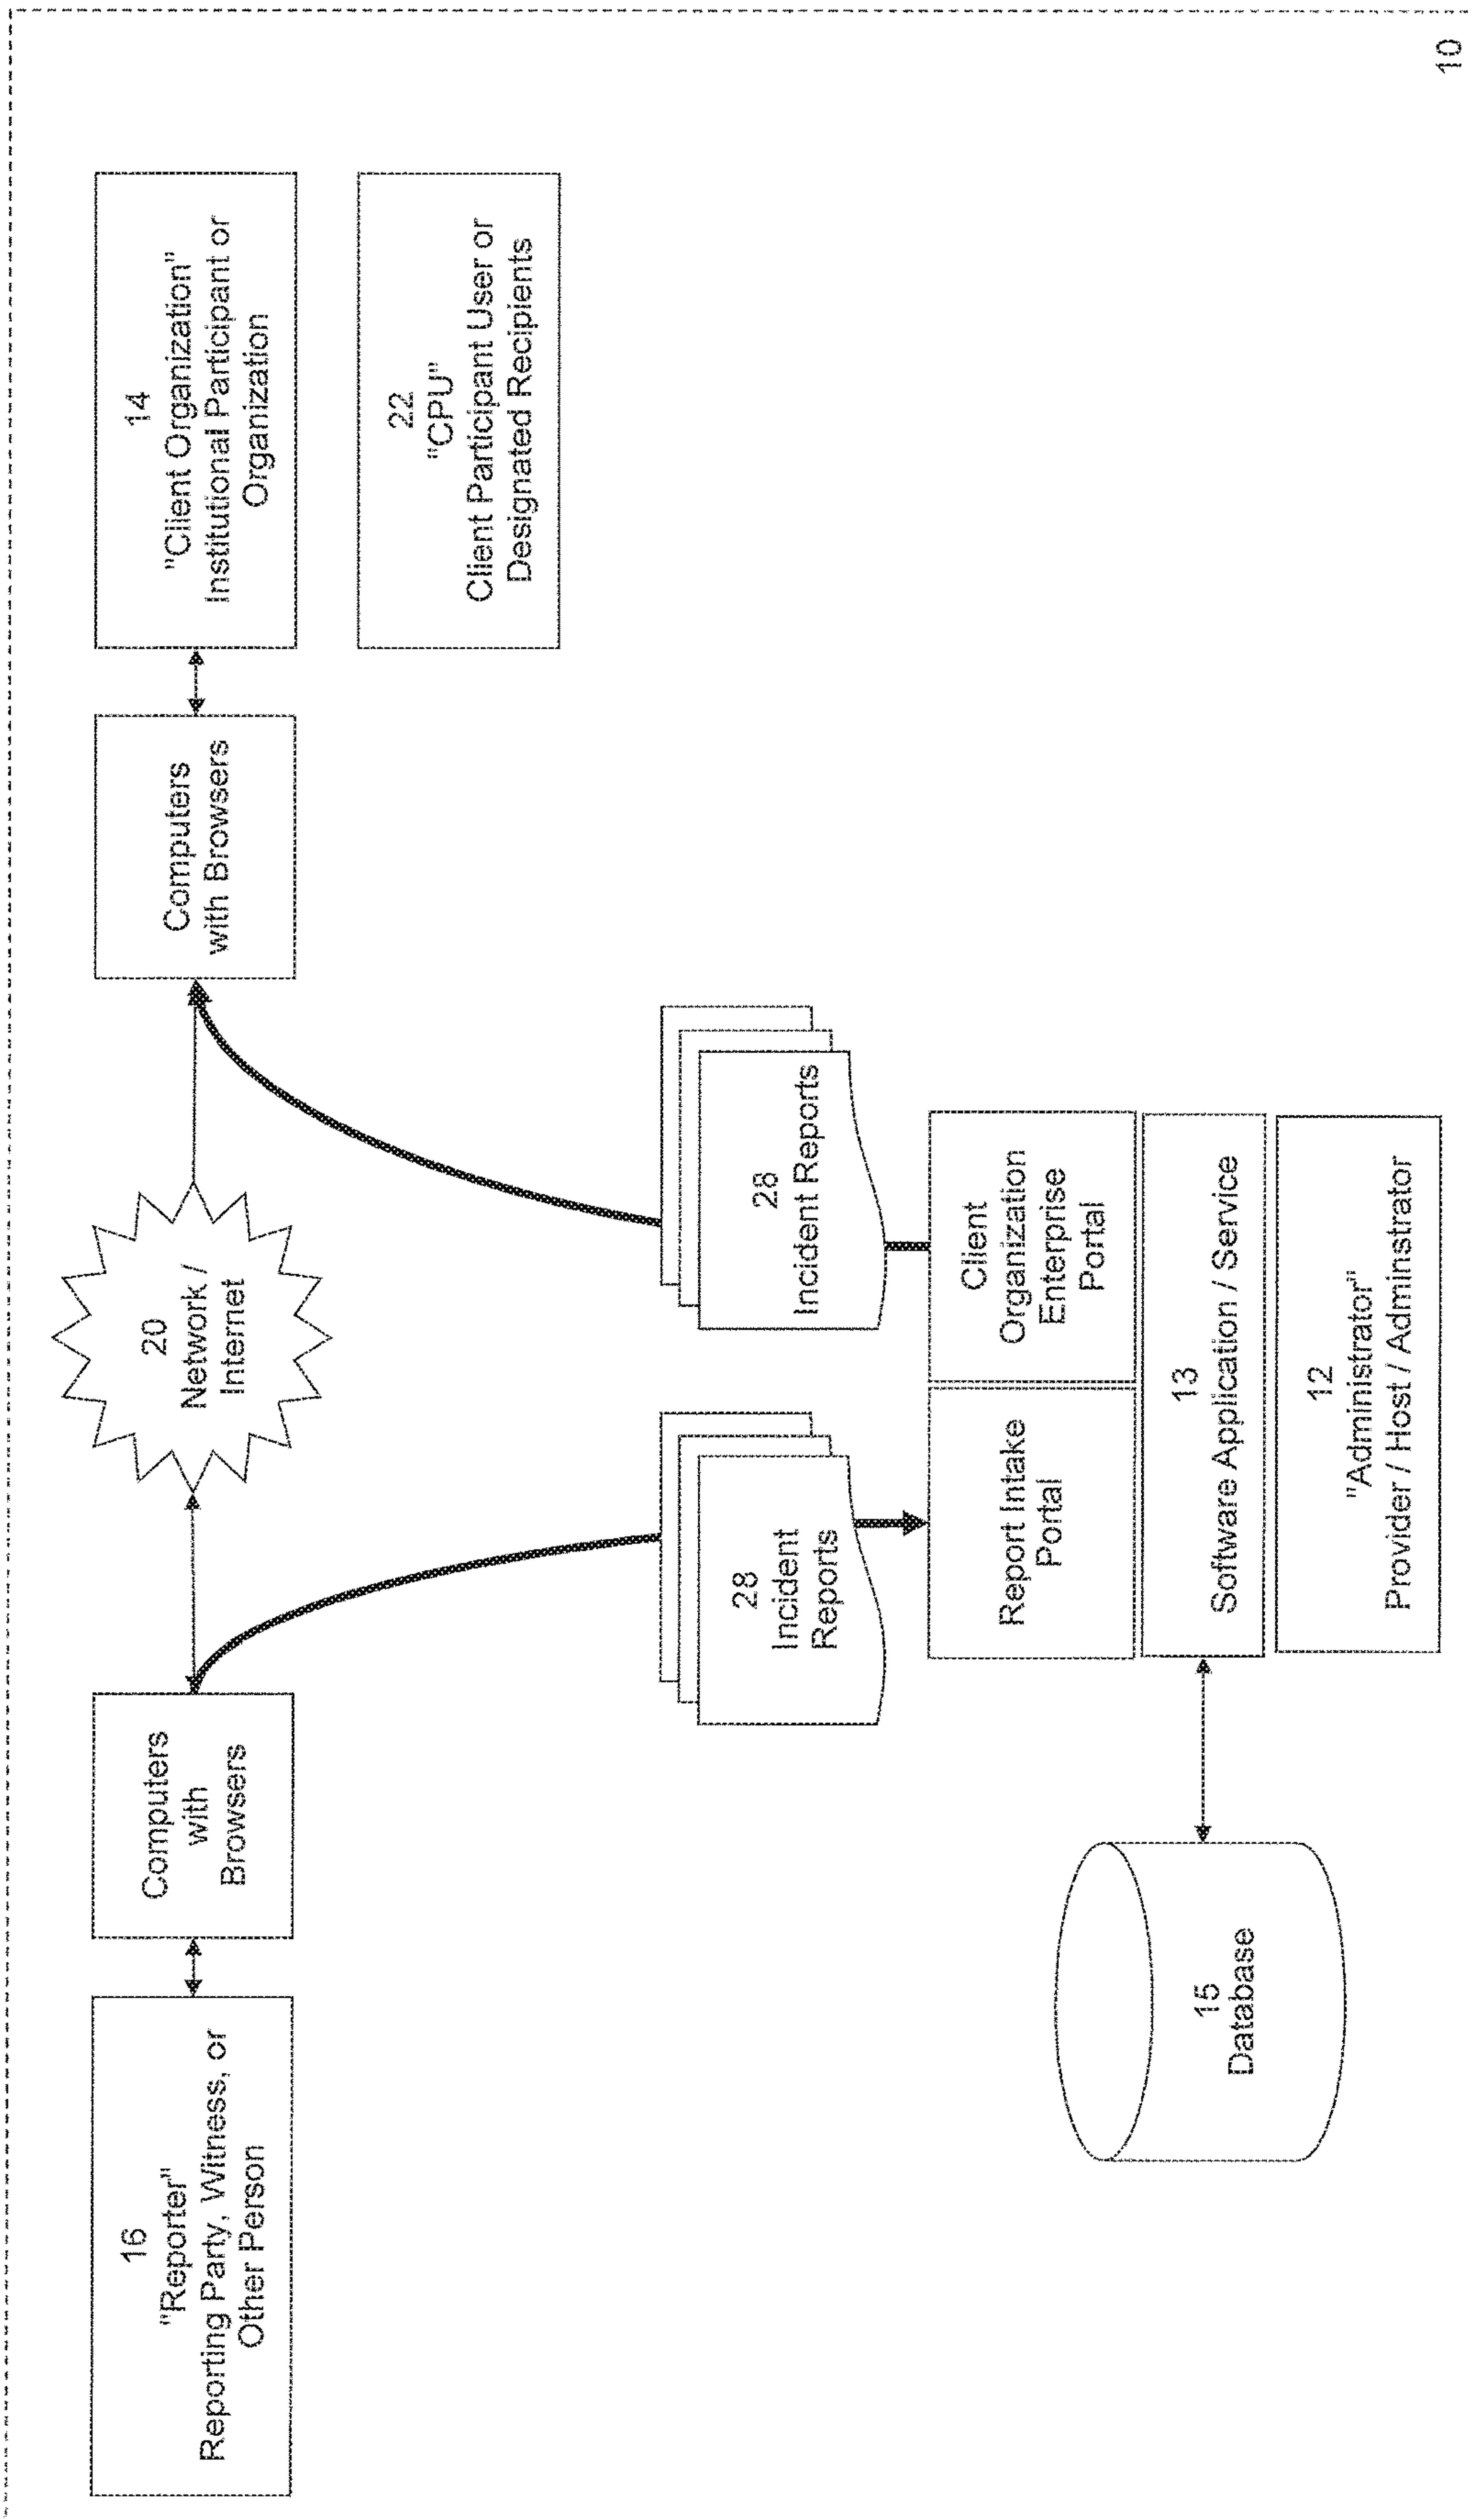 16
"Reporter"
Reporting Party, Witness, or
Other Person
Computers
with
Browsers
20
Network /
Internet
Computers
with Browsers
14
"Client Organization"
Institutional Participant or
Organization
22
"CPU"
Client Participant User or
Designated Recipients
28
Incident
Reports
28
Incident Reports
Report Intake
Portal
Client
Organization
Enterprise
Portal
13
Software Application / Service
15
Database
12
"Administrator"
Provider / Host / Adminstrator
10